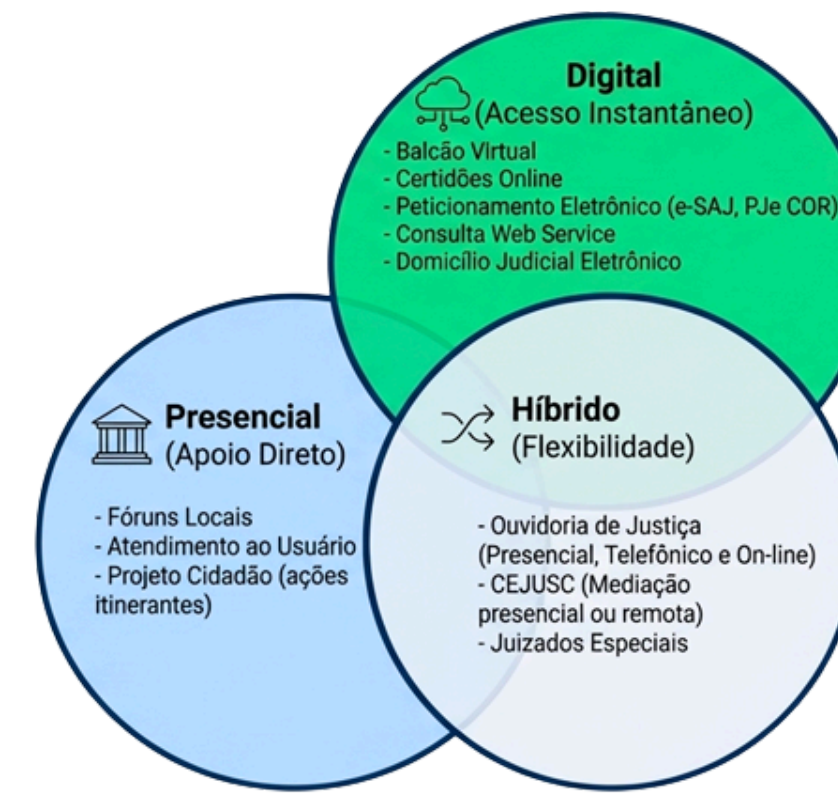 Digital
(Acesso Instantâneo)
- Balcão Virtual
- Certidões Online
- Peticionamento Eletrônico (e-SAJ, PJe COR)
- Consulta Web Service
- Domicílio Judicial Eletrônico
Presencial
(Apoio Direto)
- Fóruns Locais
- Atendimento ao Usuário
- Projeto Cidadão (ações
itinerantes)
Híbrido
(Flexibilidade)
- Ouvidoria de Justiça
(Presencial, Telefônico e On-line)
- CEJUSC (Mediação
presencial ou remota)
- Juizados Especiais